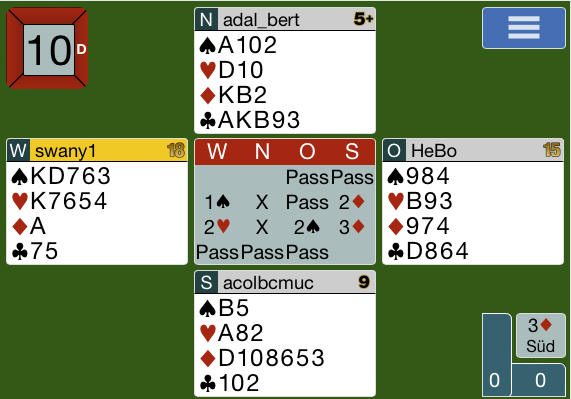 10 D
N adal_bert 5+
♠A102
♥D10
♦KB2
♣AKB93
W swany1 18
♠KD763
♥K7654
♦A
♣75
W N O S
Pass Pass
1♠ X Pass 2♦
2♥ X 2♠ 3♦
Pass Pass Pass
O HeBo 15
♠984
♥B93
♦974
♣D864
S acolbcmuc 9
♠B5
♥A82
♦D108653
♣102
3♦
Süd
0 0